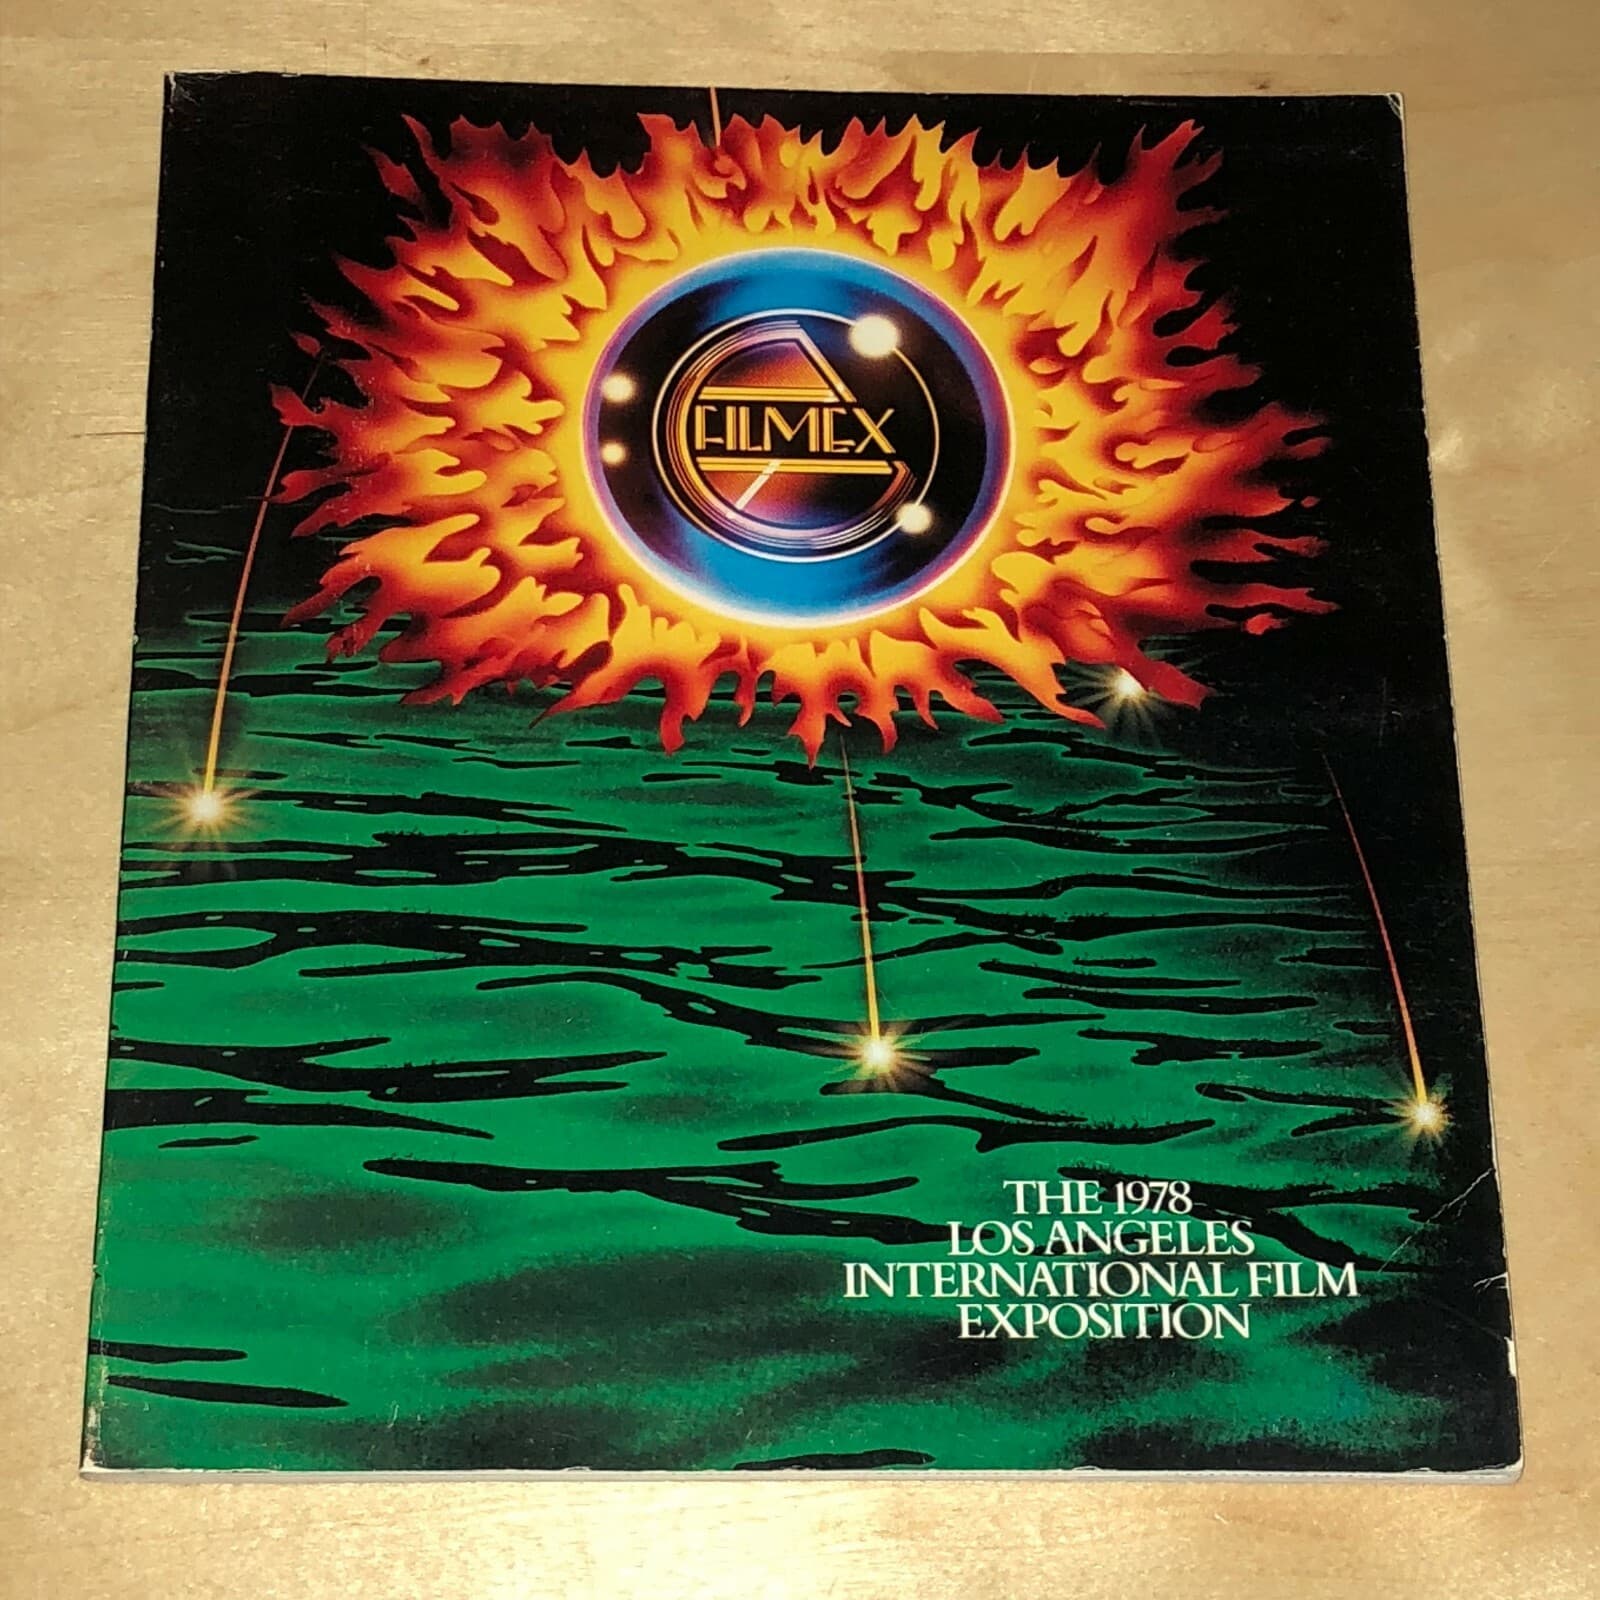 FILMEX
THE 1978
LOS ANGELES
INTERNATIONAL FILM
EXPOSITION